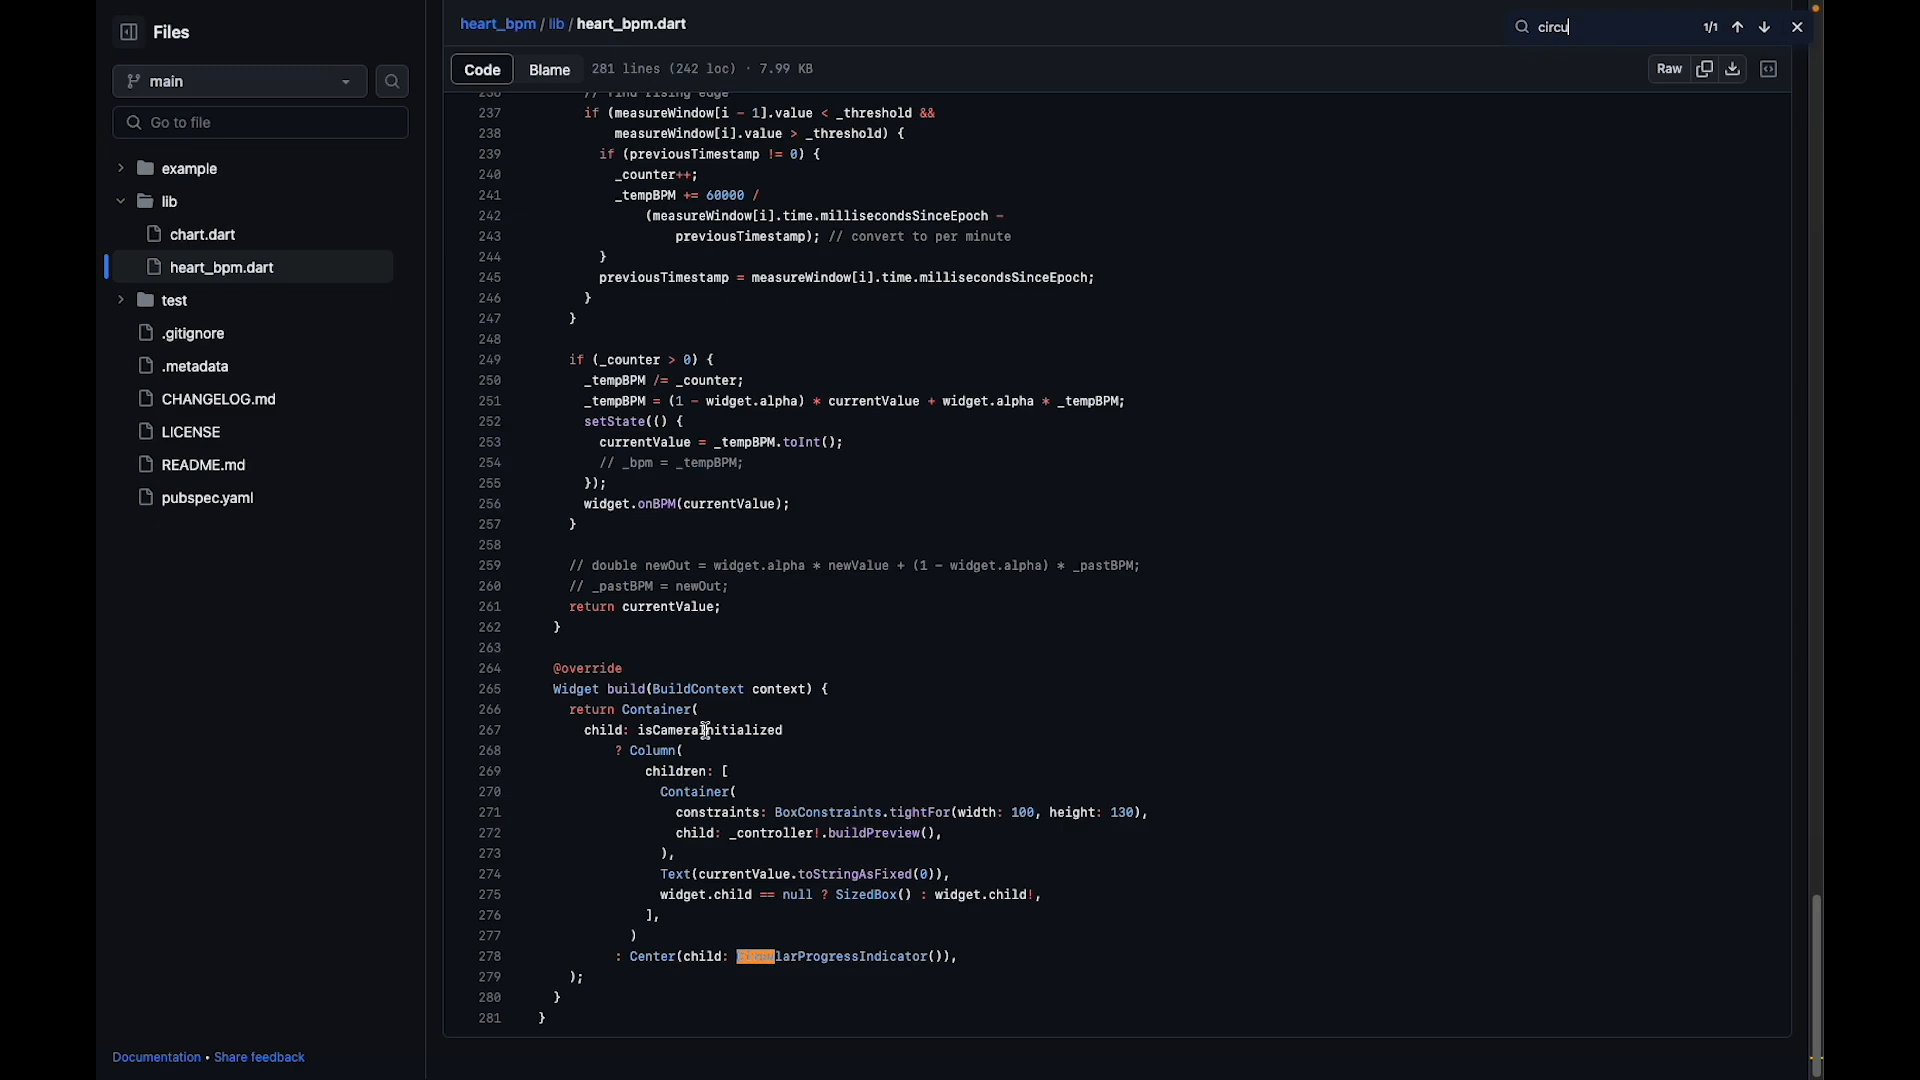 Files
main
Go to file
example
lib
chart.dart
heart_bpm.dart
test
.gitignore
.metadata
CHANGELOG.md
LICENSE
README.md
pubspec.yaml
Documentation • Share feedback
heart_bpm / lib / heart_bpm.dart
circu 1/1
Code Blame 281 lines (242 loc) · 7.99 KB Raw
236 // find rising edge
237 if (measureWindow[i - 1].value < _threshold &&
238 measureWindow[i].value > _threshold) {
239 if (previousTimestamp != 0) {
240 _counter++;
241 _tempBPM += 60000 /
242 (measureWindow[i].time.millisecondsSinceEpoch -
243 previousTimestamp); // convert to per minute
244 }
245 previousTimestamp = measureWindow[i].time.millisecondsSinceEpoch;
246 }
247 }
248
249 if (_counter > 0) {
250 _tempBPM /= _counter;
251 _tempBPM = (1 - widget.alpha) * currentValue + widget.alpha * _tempBPM;
252 setState(() {
253 currentValue = _tempBPM.toInt();
254 // _bpm = _tempBPM;
255 });
256 widget.onBPM(currentValue);
257 }
258
259 // double newOut = widget.alpha * newValue + (1 - widget.alpha) * _pastBPM;
260 // _pastBPM = newOut;
261 return currentValue;
262 }
263
264 @override
265 Widget build(BuildContext context) {
266 return Container(
267 child: isCameraInitialized
268 ? Column(
269 children: [
270 Container(
271 constraints: BoxConstraints.tightFor(width: 100, height: 130),
272 child: _controller!.buildPreview(),
273 ),
274 Text(currentValue.toStringAsFixed(0)),
275 widget.child == null ? SizedBox() : widget.child!,
276 ],
277 )
278 : Center(child: CircularProgressIndicator()),
279 );
280 }
281 }